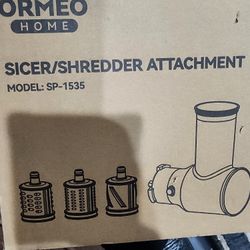 ORMEO
HOME
SICER/SHREDDER ATTACHMENT
MODEL: SP-1535